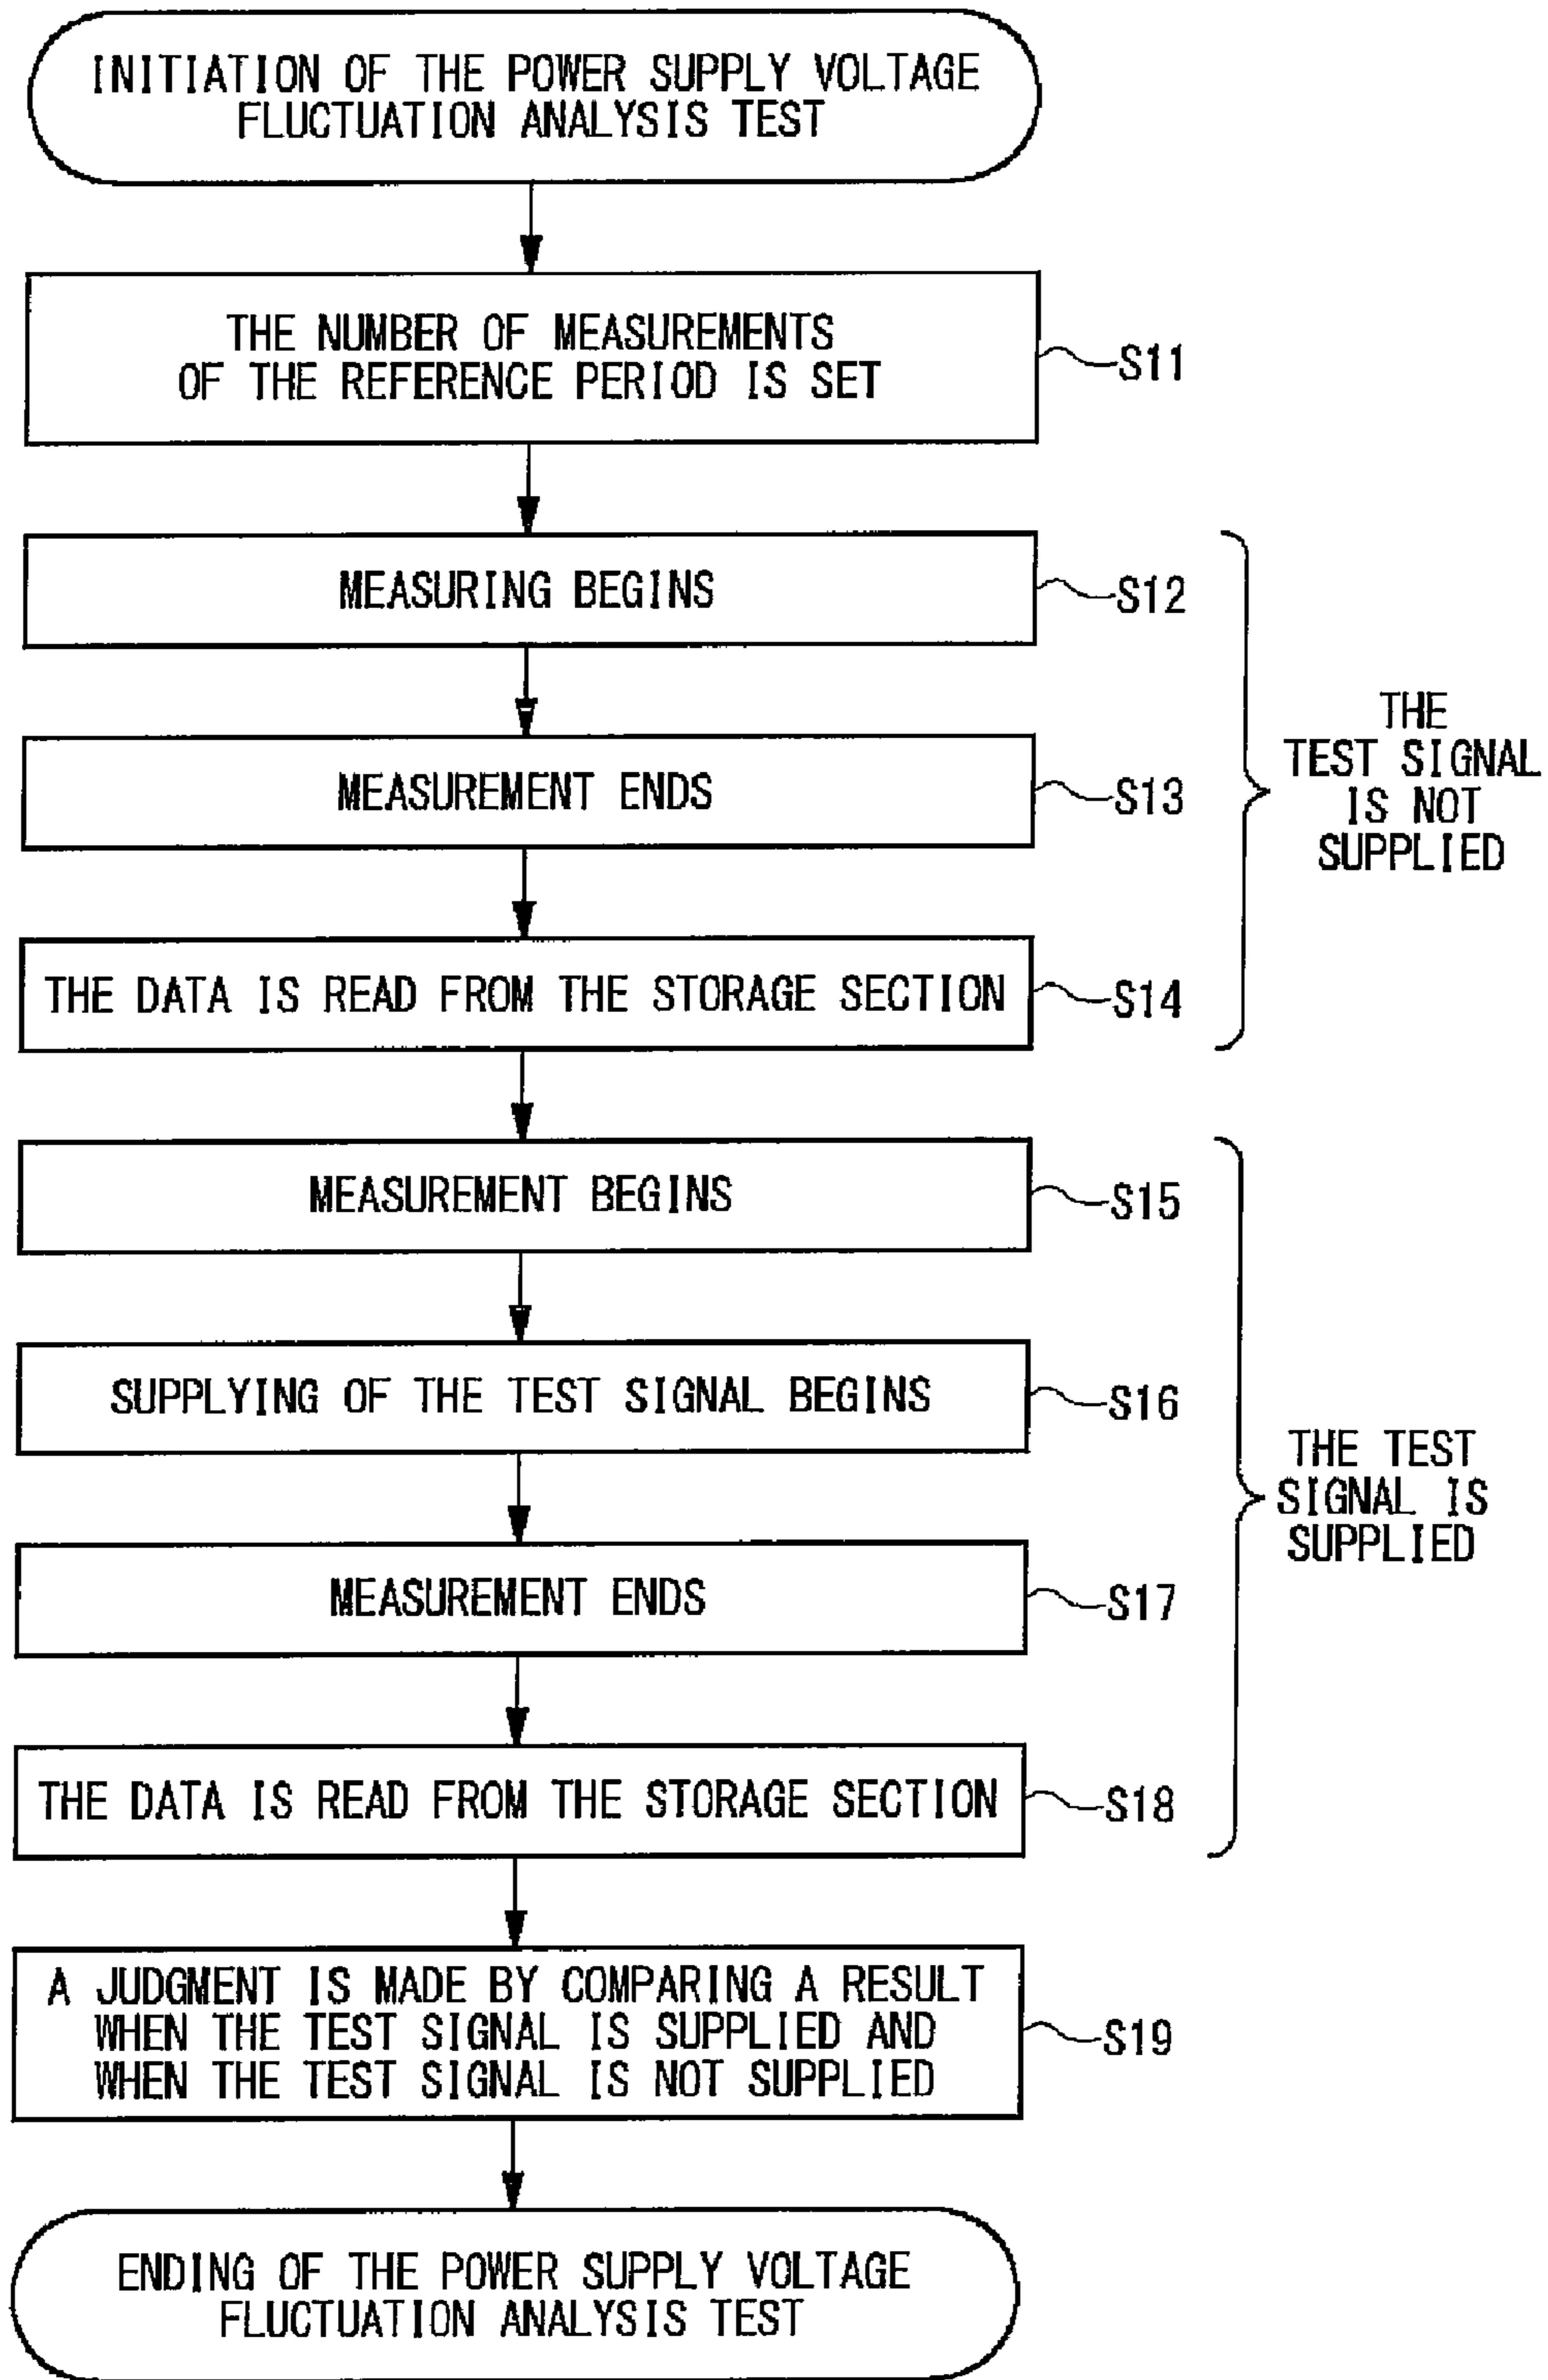 INITIATION OF THE POWER SUPPLY VOLTAGE
FLUCTUATION ANALYSIS TEST
THE NUMBER OF MEASUREMENTS
OF THE REFERENCE PERIOD IS SET
S11
MEASURING BEGINS
S12
MEASUREMENT ENDS
S13
THE DATA IS READ FROM THE STORAGE SECTION
S14
THE
TEST SIGNAL
IS NOT
SUPPLIED
MEASUREMENT BEGINS
S15
SUPPLYING OF THE TEST SIGNAL BEGINS
S16
MEASUREMENT ENDS
S17
THE DATA IS READ FROM THE STORAGE SECTION
S18
THE TEST
SIGNAL IS
SUPPLIED
A JUDGMENT IS MADE BY COMPARING A RESULT
WHEN THE TEST SIGNAL IS SUPPLIED AND
WHEN THE TEST SIGNAL IS NOT SUPPLIED
S19
ENDING OF THE POWER SUPPLY VOLTAGE
FLUCTUATION ANALYSIS TEST